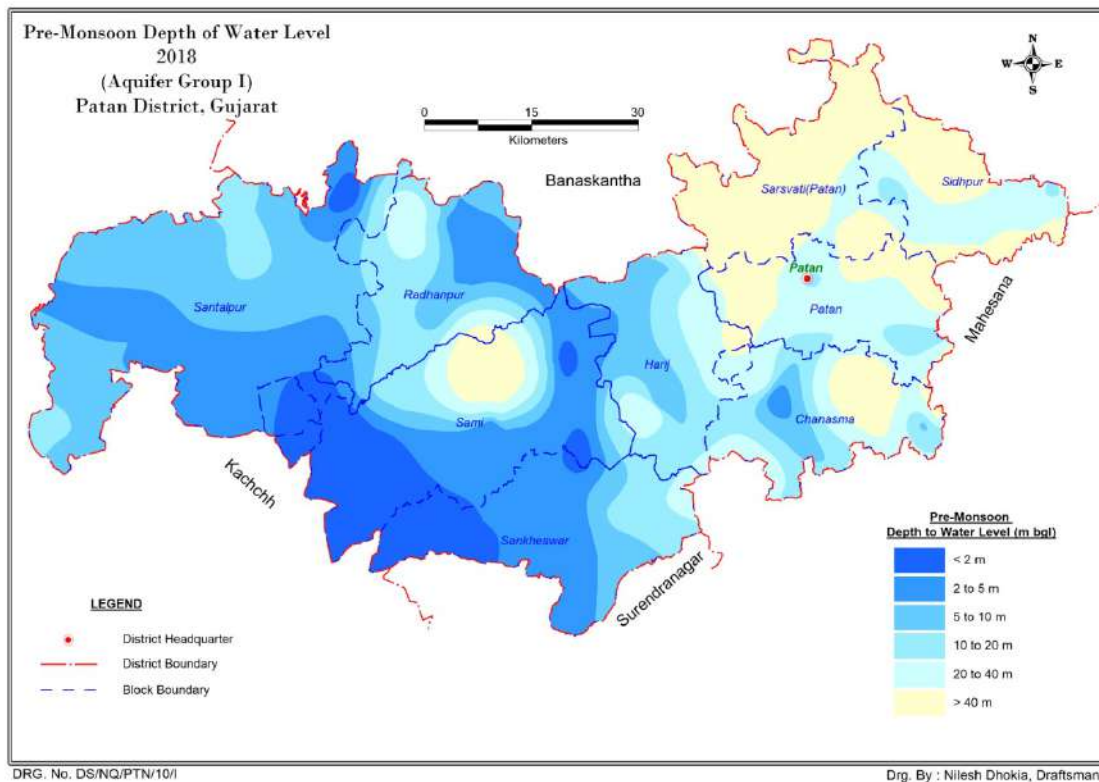 Pre-Monsoon Depth of Water Level
2018
(Aquifer Group I)
Patan District, Gujarat
N
W E
S
0 15 30
Kilometers
Banaskantha
Sarsvati(Patan)
Sidhpur
Patan
Patan
Mahesana
Santalpur
Radhanpur
Harij
Chanasma
Sami
Kachchh
Sankheswar
Surendranagar
Pre-Monsoon
Depth to Water Level (m bgl)
< 2 m
2 to 5 m
5 to 10 m
10 to 20 m
20 to 40 m
> 40 m
LEGEND
District Headquarter
District Boundary
Block Boundary
DRG. No. DS/NQ/PTN/10/I
Drg. By : Nilesh Dhokia, Draftsman